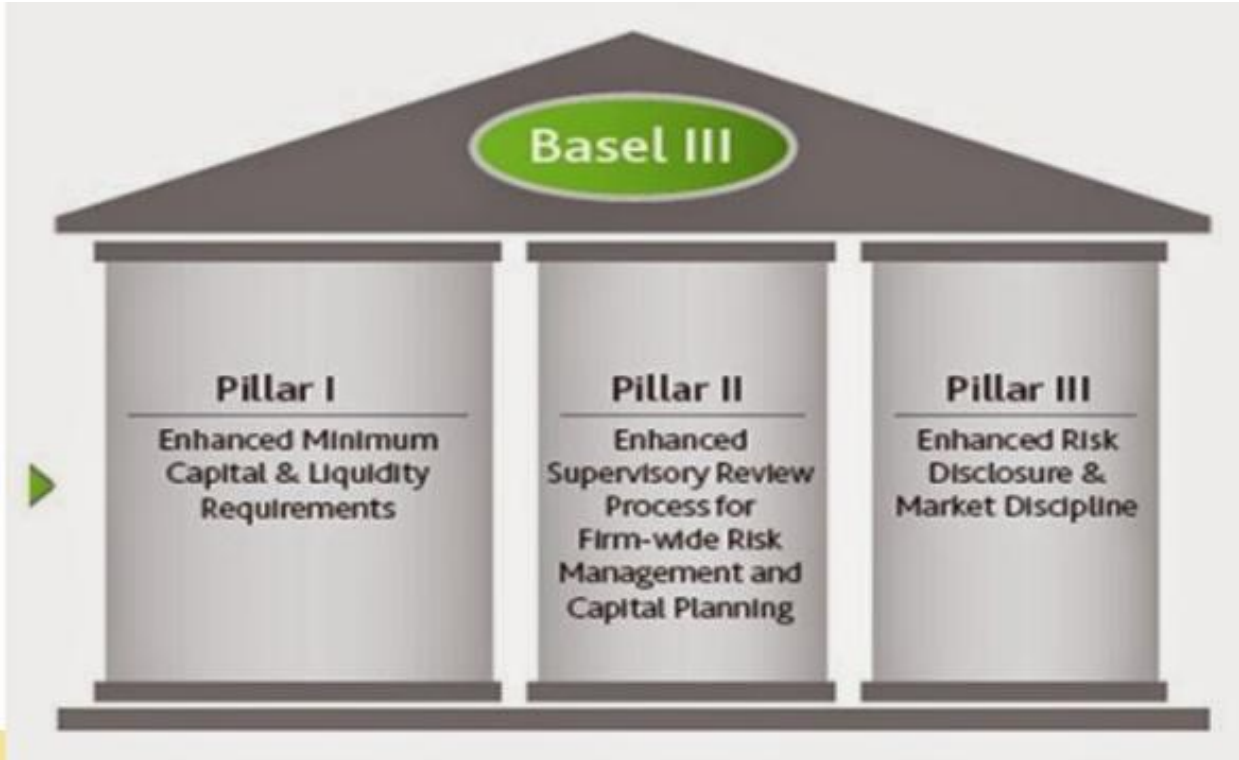 Basel III
Pillar I
Enhanced Minimum
Capital & Liquidity
Requirements
Pillar II
Enhanced
Supervisory Review
Process for
Firm-wide Risk
Management and
Capital Planning
Pillar III
Enhanced Risk
Disclosure &
Market Discipline